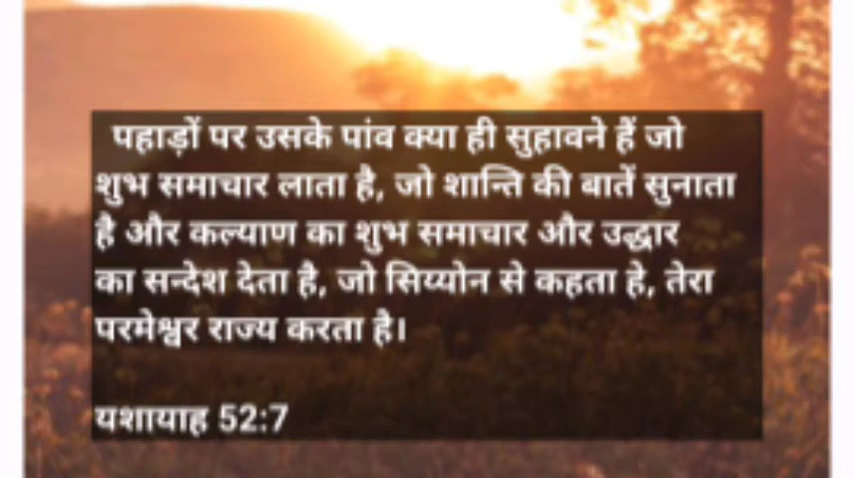 पहाड़ों पर उसके पांव क्या ही सुहावने हैं जो
शुभ समाचार लाता है, जो शान्ति की बातें सुनाता
है और कल्याण का शुभ समाचार और उद्धार
का सन्देश देता है, जो सिय्योन से कहता हे, तेरा
परमेश्वर राज्य करता है।
यशायाह 52:7